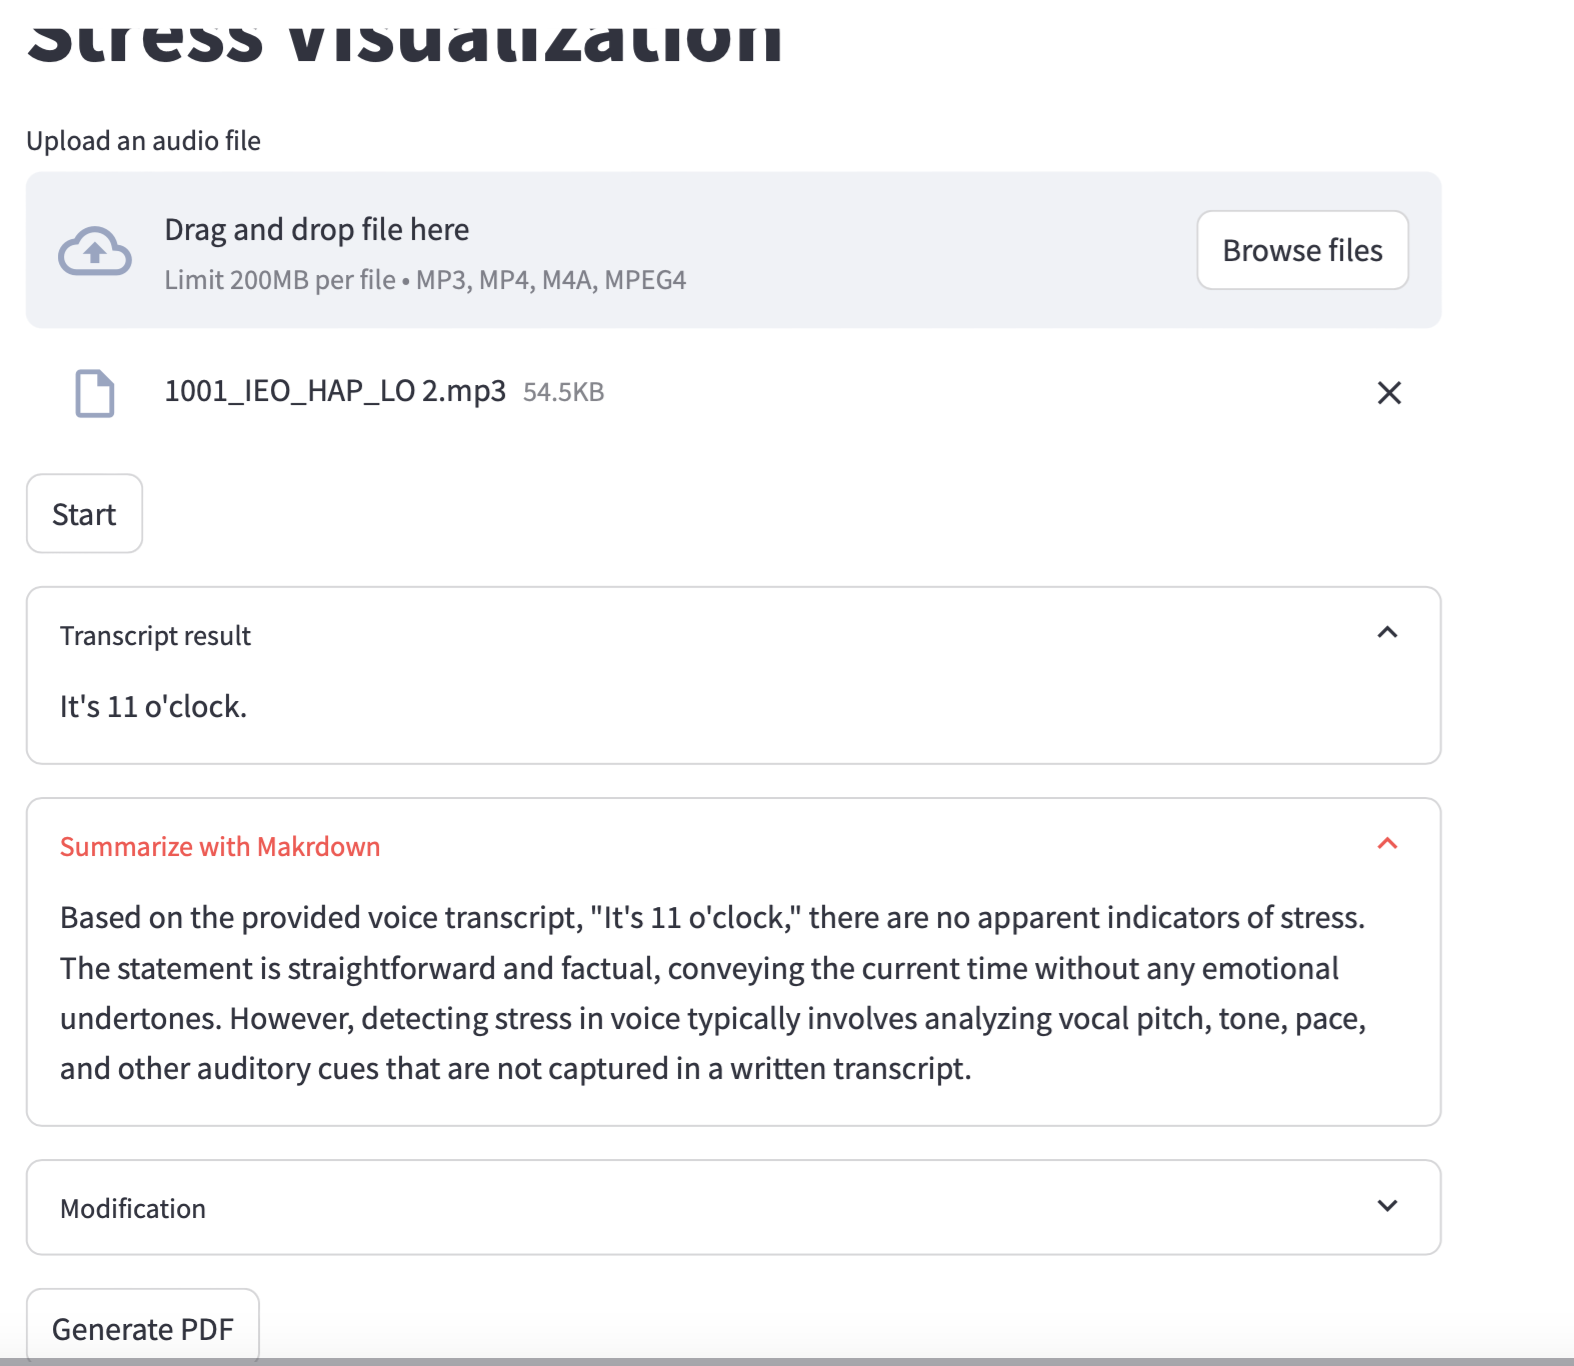 Stress Visualization
Upload an audio file
Drag and drop file here
Limit 200MB per file • MP3, MP4, M4A, MPEG4
Browse files
1001_IEO_HAP_LO 2.mp3 54.5KB
Start
Transcript result
It's 11 o'clock.
Summarize with Makrdown
Based on the provided voice transcript, "It's 11 o'clock," there are no apparent indicators of stress.
The statement is straightforward and factual, conveying the current time without any emotional
undertones. However, detecting stress in voice typically involves analyzing vocal pitch, tone, pace,
and other auditory cues that are not captured in a written transcript.
Modification
Generate PDF